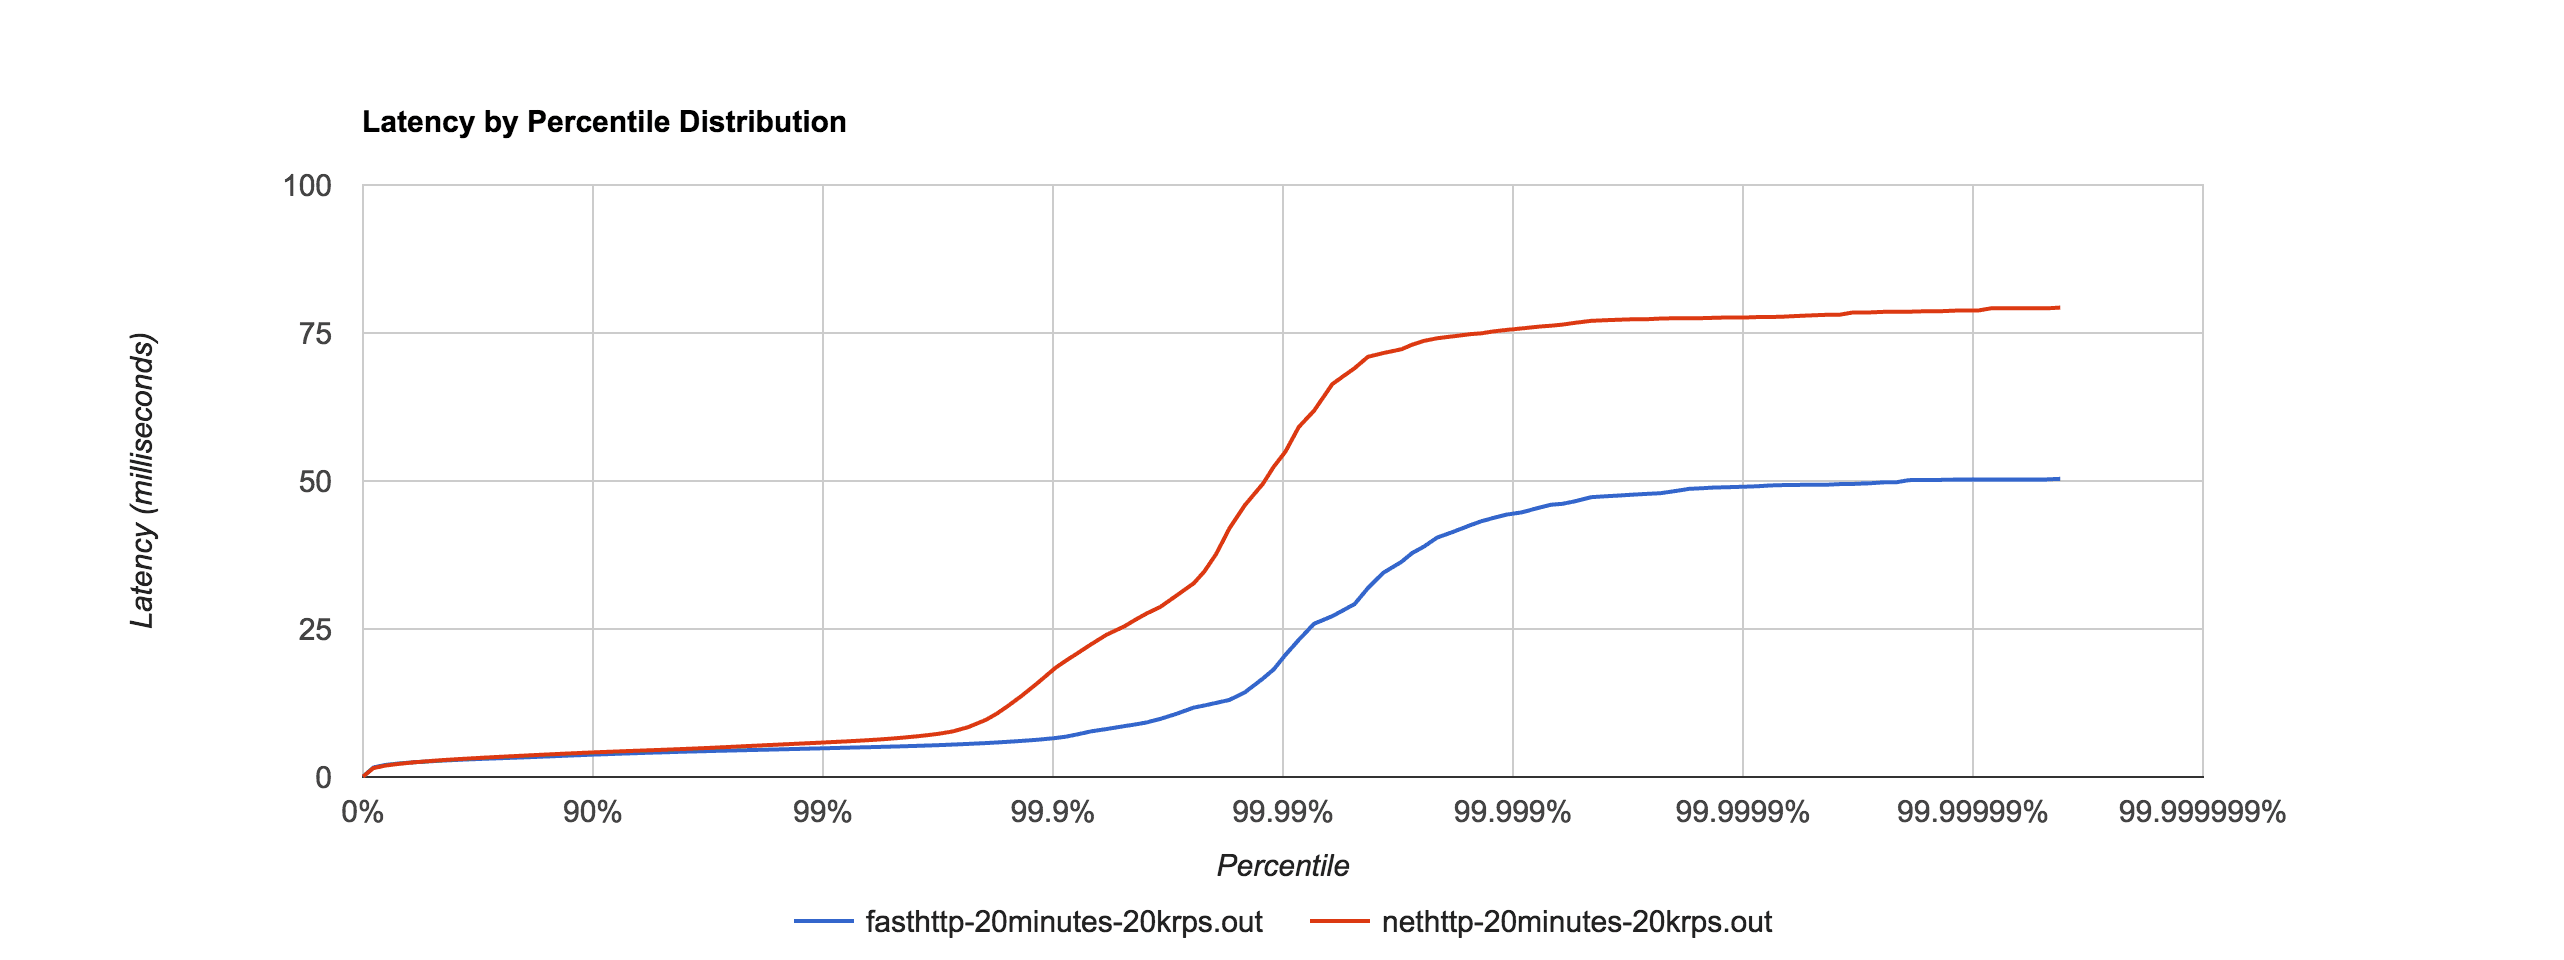 Latency by Percentile Distribution
100
75
50
25
0
Latency (milliseconds)
0% 90% 99% 99.9% 99.99% 99.999% 99.9999% 99.99999% 99.999999%
Percentile
fasthttp-20minutes-20krps.out nethttp-20minutes-20krps.out